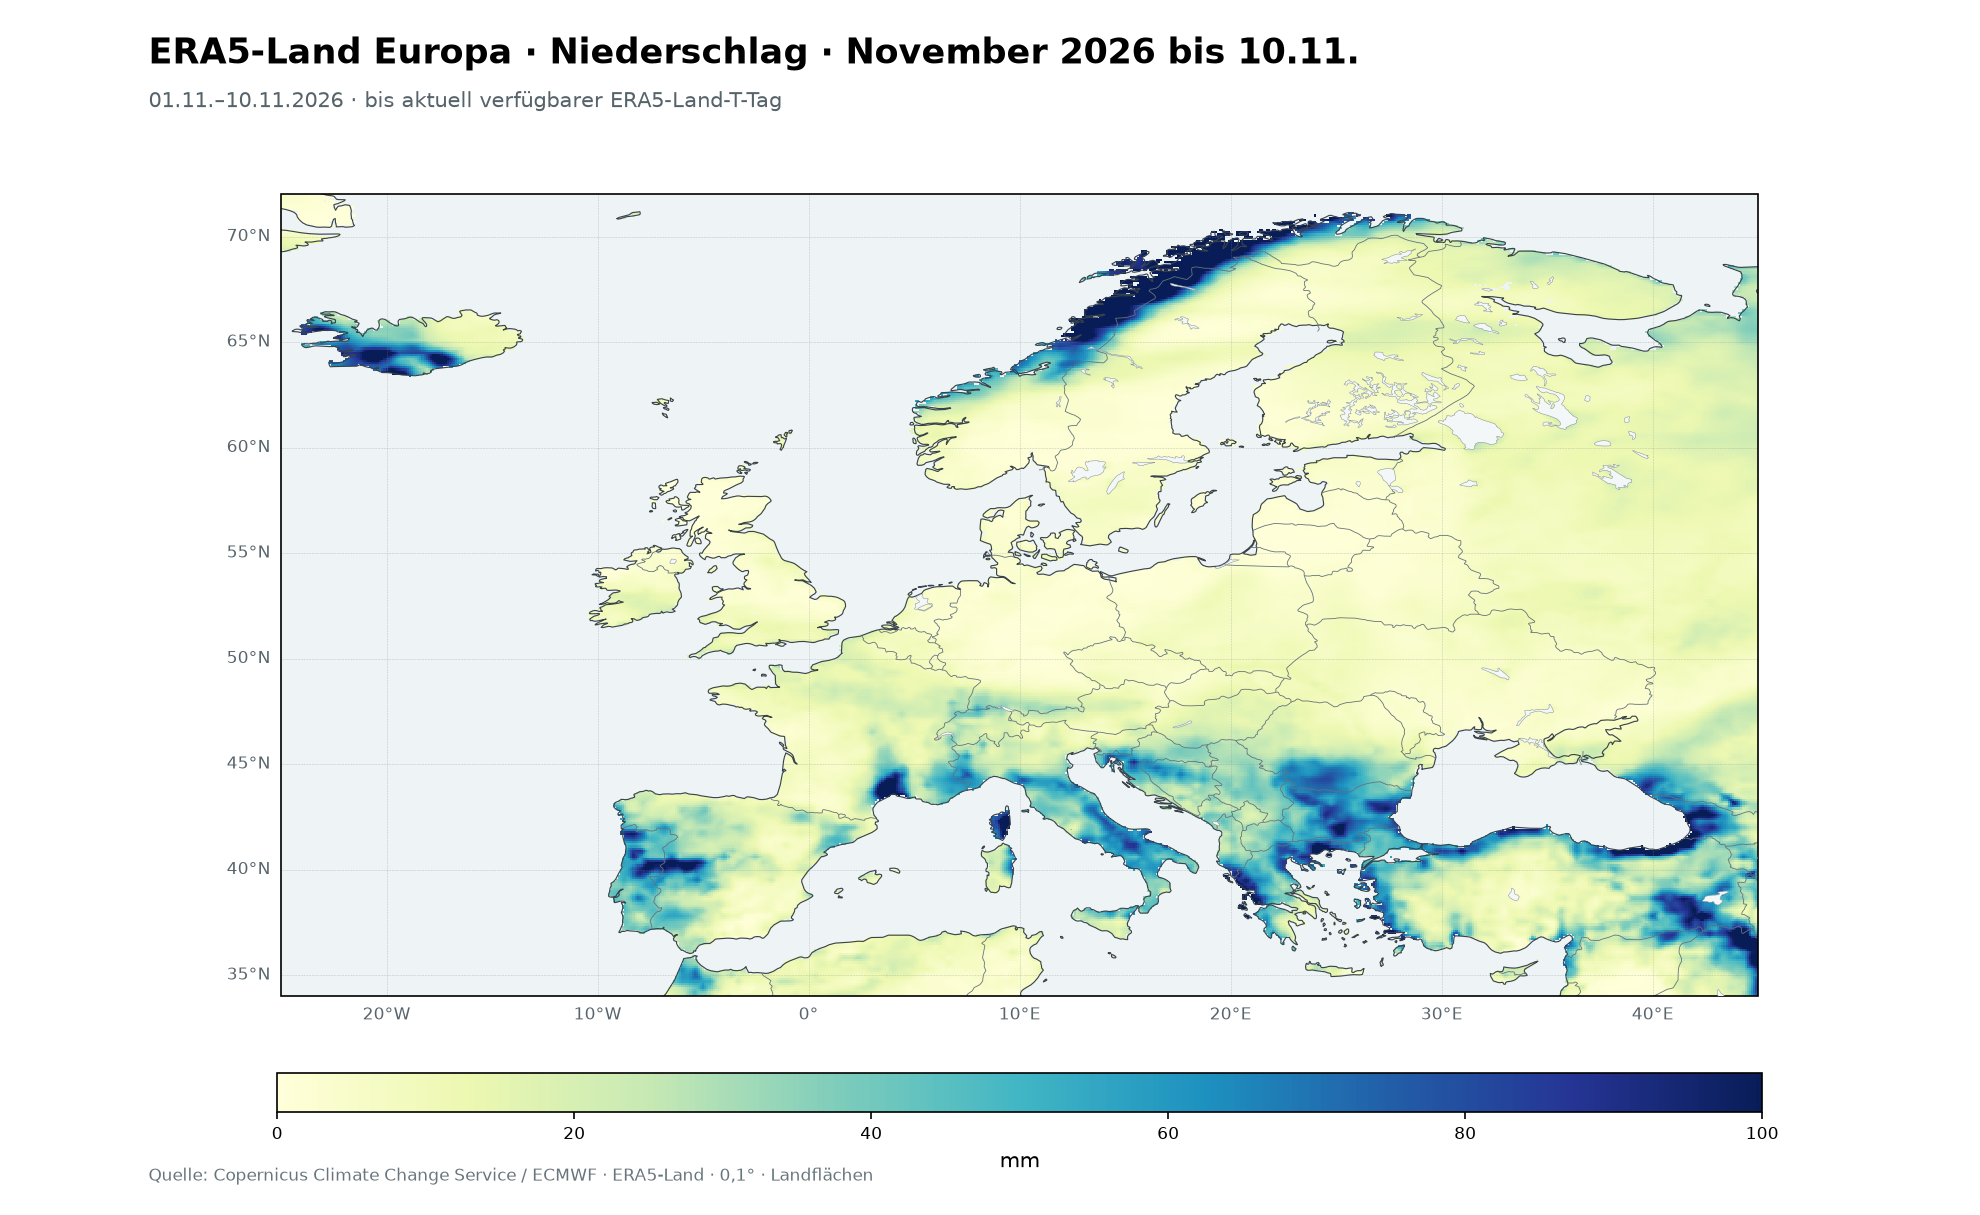 ERA5-Land Europa · Niederschlag · November 2026 bis 10.11.
01.11.–10.11.2026 · bis aktuell verfügbarer ERA5-Land-T-Tag
70°N
65°N
60°N
55°N
50°N
45°N
40°N
35°N
20°W 10°W 0° 10°E 20°E 30°E 40°E
0 20 40 60 80 100
mm
Quelle: Copernicus Climate Change Service / ECMWF · ERA5-Land · 0,1° · Landflächen